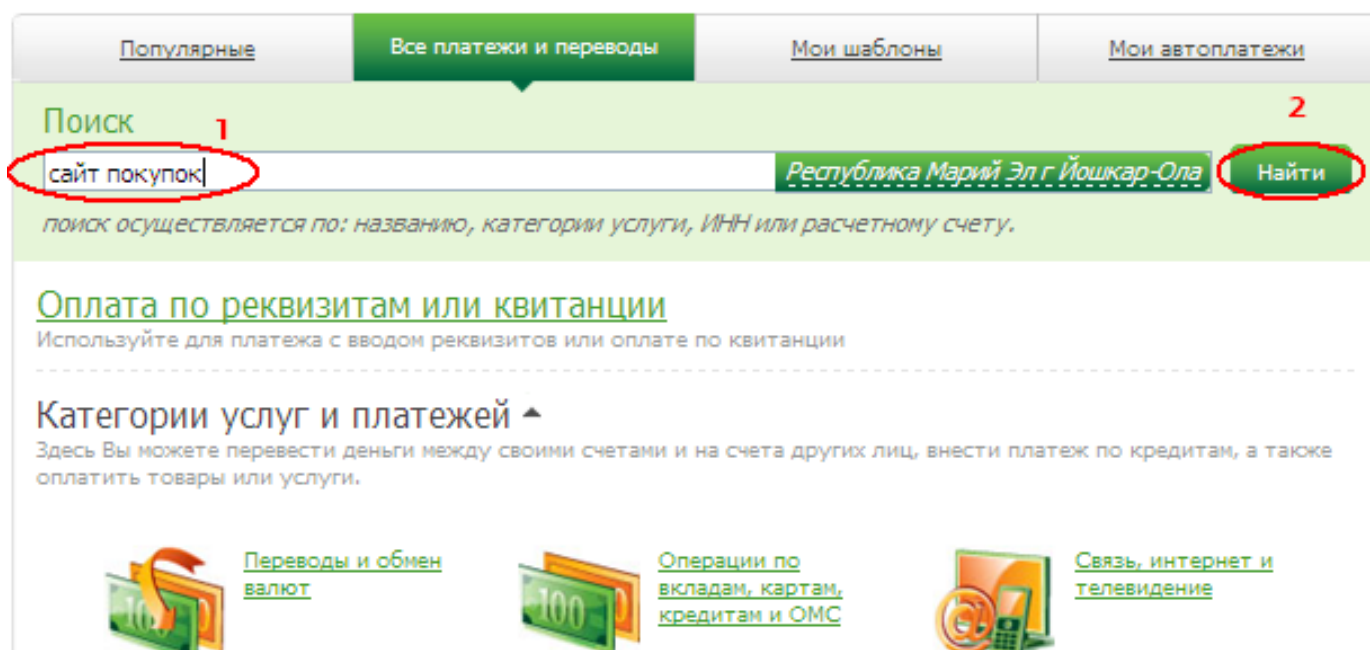 Популярные
Все платежи и переводы
Мои шаблоны
Мои автоплатежи
Поиск
1
2
сайт покупок
Республика Марий Эл г Йошкар-Ола
Найти
поиск осуществляется по: названию, категории услуги, ИНН или расчетному счету.
Оплата по реквизитам или квитанции
Используйте для платежа с вводом реквизитов или оплате по квитанции
Категории услуг и платежей
Здесь Вы можете перевести деньги между своими счетами и на счета других лиц, внести платеж по кредитам, а также
оплатить товары или услуги.
Переводы и обмен
валют
Операции по
вкладам, картам,
кредитам и ОМС
Связь, интернет и
телевидение
100
100
@